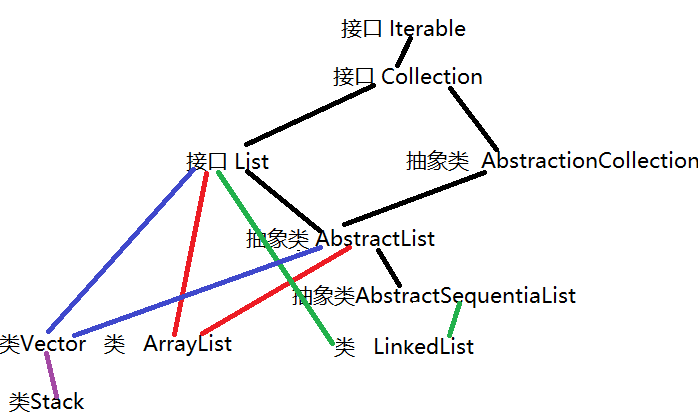 接口 Iterable
接口 Collection
接口 List
抽象类 AbstractionCollection
抽象类 AbstractList
抽象类AbstractSequentiaList
类Vector
类 ArrayList
类 LinkedList
类Stack